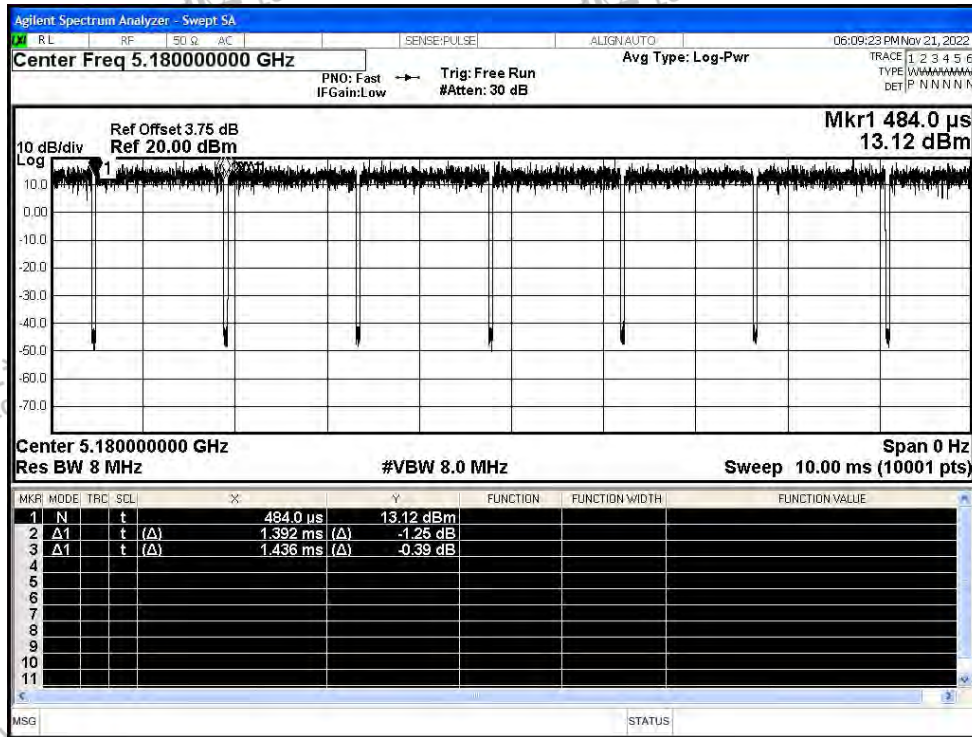 Agilent Spectrum Analyzer - Swept SA
LXI RL RF 50 Ω AC SENSE:PULSE ALIGNAUTO 06:09:23 PM Nov 21, 2022
Center Freq 5.180000000 GHz
PNO: Fast
IFGain:Low
Trig: Free Run
#Atten: 30 dB
Avg Type: Log-Pwr
TRACE 1 2 3 4 5 6
TYPE WWWWWW
DET P N N N N N
Mkr1 484.0 µs
13.12 dBm
Ref Offset 3.75 dB
10 dB/div Ref 20.00 dBm
Log
1
10.0
0.00
-10.0
-20.0
-30.0
-40.0
-50.0
-60.0
-70.0
Center 5.180000000 GHz Span 0 Hz
Res BW 8 MHz #VBW 8.0 MHz Sweep 10.00 ms (10001 pts)
MKR MODE TRC SCL X Y FUNCTION FUNCTION WIDTH FUNCTION VALUE
1 N t 484.0 µs 13.12 dBm
2 Δ1 t (Δ) 1.392 ms (Δ) -1.25 dB
3 Δ1 t (Δ) 1.436 ms (Δ) -0.39 dB
4
5
6
7
8
9
10
11
MSG STATUS